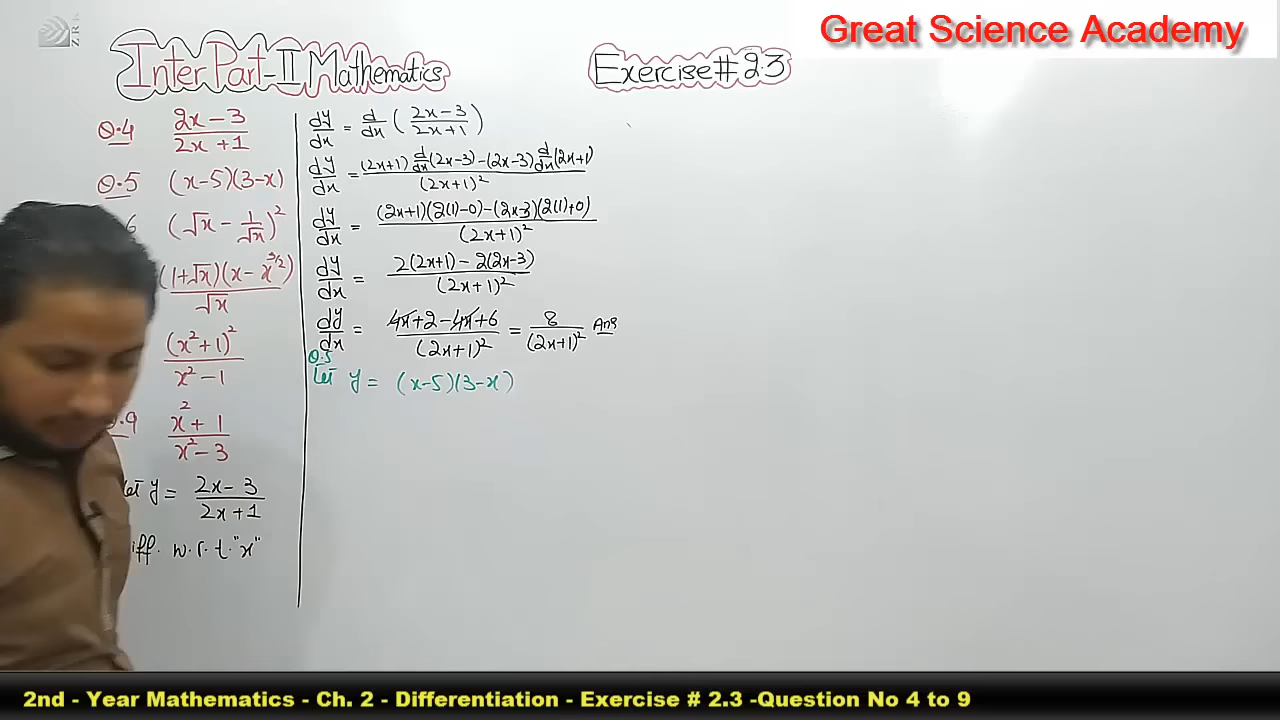 ZRK
Great Science Academy
Inter Part-II Mathematics
Exercise # 2.3
Q.4 (2x-3)/(2x+1)
Q.5 (x-5)(3-x)
6 (√x - 1/√x)²
(1+√x)(x - x^3/2)/√x
(x²+1)²/(x²-1)
.9 (x²+1)/(x²-3)
Let y = (2x-3)/(2x+1)
iff. w.r.t. "x"
dy/dx = d/dx ((2x-3)/(2x+1))
dy/dx = ((2x+1) d/dx (2x-3) - (2x-3) d/dx (2x+1))/(2x+1)²
dy/dx = ((2x+1)(2(1)-0) - (2x-3)(2(1)+0))/(2x+1)²
dy/dx = (2(2x+1) - 2(2x-3))/(2x+1)²
dy/dx = (4x+2-4x+6)/(2x+1)² = 8/(2x+1)² Ans
Q.5
Let y = (x-5)(3-x)
2nd - Year Mathematics - Ch. 2 - Differentiation - Exercise # 2.3 -Question No 4 to 9